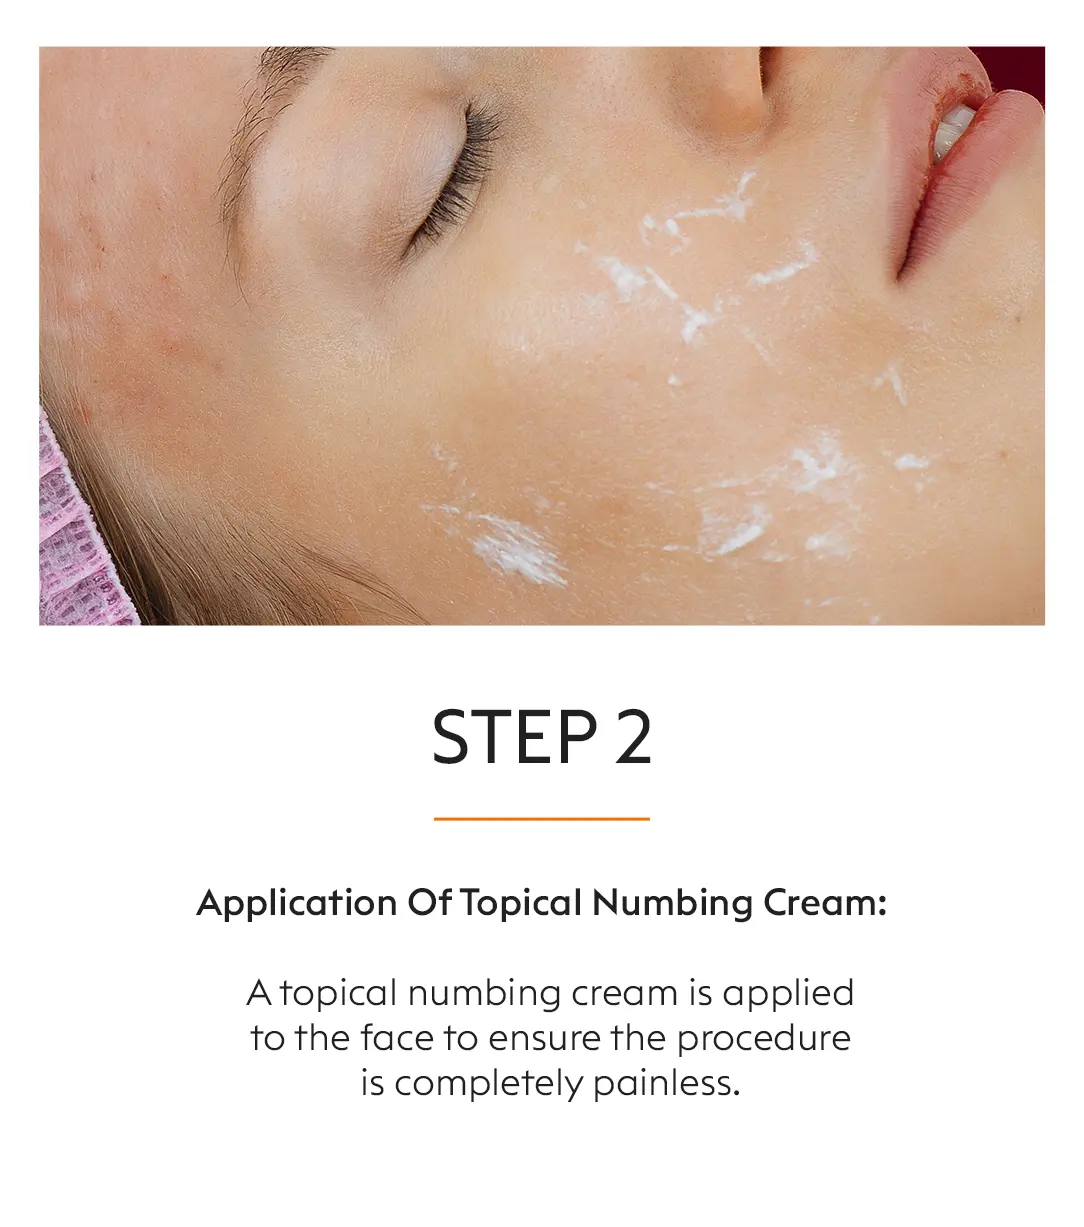 STEP 2
Application Of Topical Numbing Cream:
A topical numbing cream is applied
to the face to ensure the procedure
is completely painless.